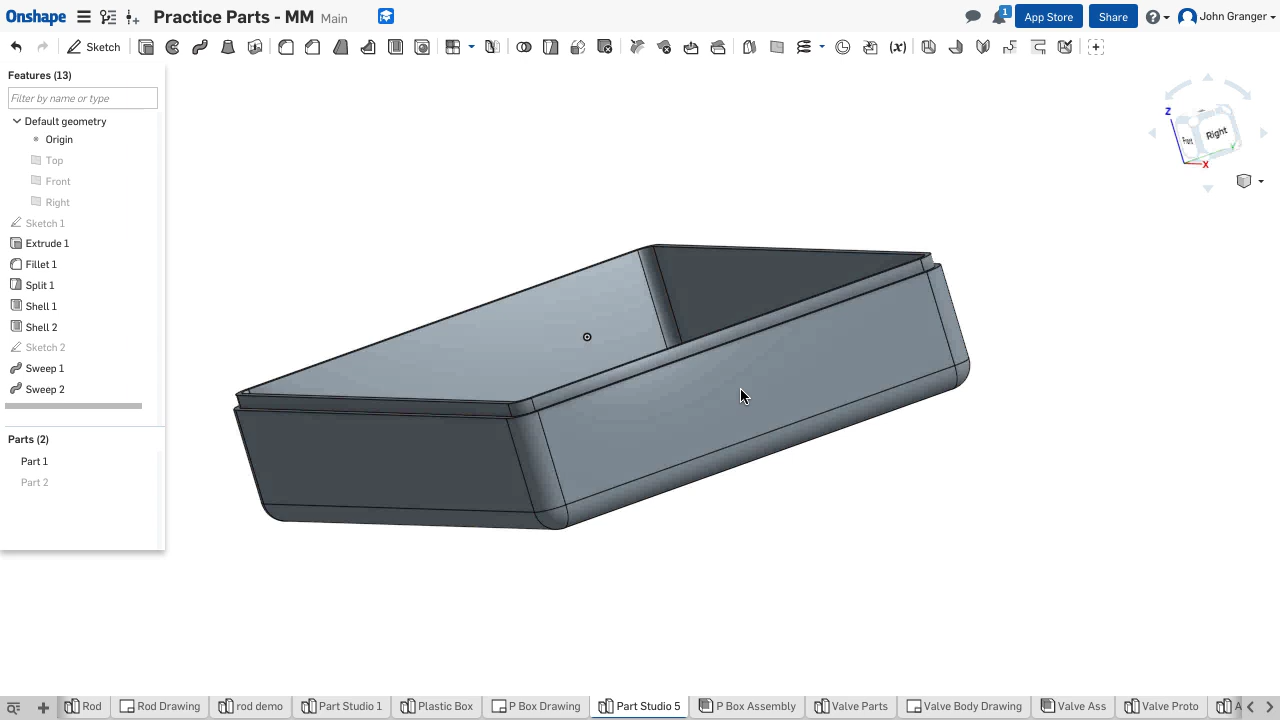 Onshape Practice Parts - MM Main 1 App Store Share John Granger
Sketch (x)
Features (13)
Filter by name or type
Default geometry
Origin
Top
Front
Right
Sketch 1
Extrude 1
Fillet 1
Split 1
Shell 1
Shell 2
Sketch 2
Sweep 1
Sweep 2
Parts (2)
Part 1
Part 2
Z
Front Right
X
Rod Rod Drawing rod demo Part Studio 1 Plastic Box P Box Drawing Part Studio 5 P Box Assembly Valve Parts Valve Body Drawing Valve Ass Valve Proto A